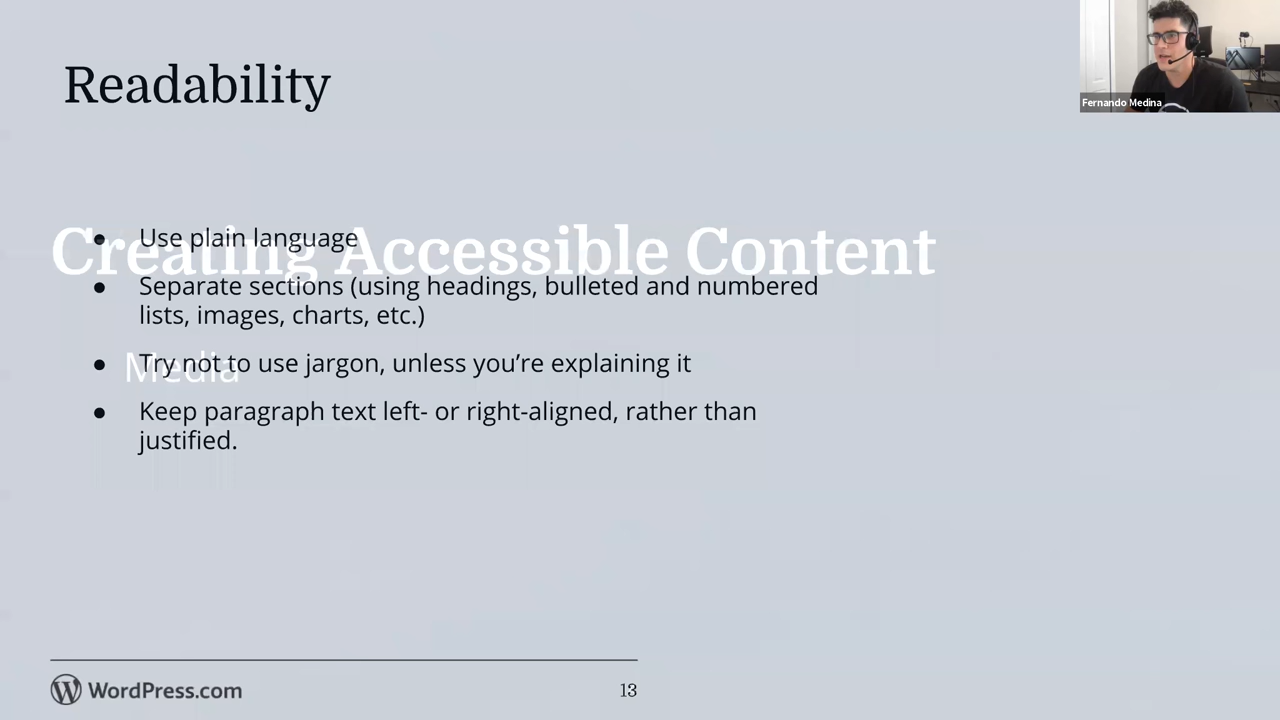 Readability
Fernando Medina
Creating Accessible Content
● Use plain language
● Separate sections (using headings, bulleted and numbered
lists, images, charts, etc.)
Media
● Try not to use jargon, unless you’re explaining it
● Keep paragraph text left- or right-aligned, rather than
justified.
WordPress.com
13